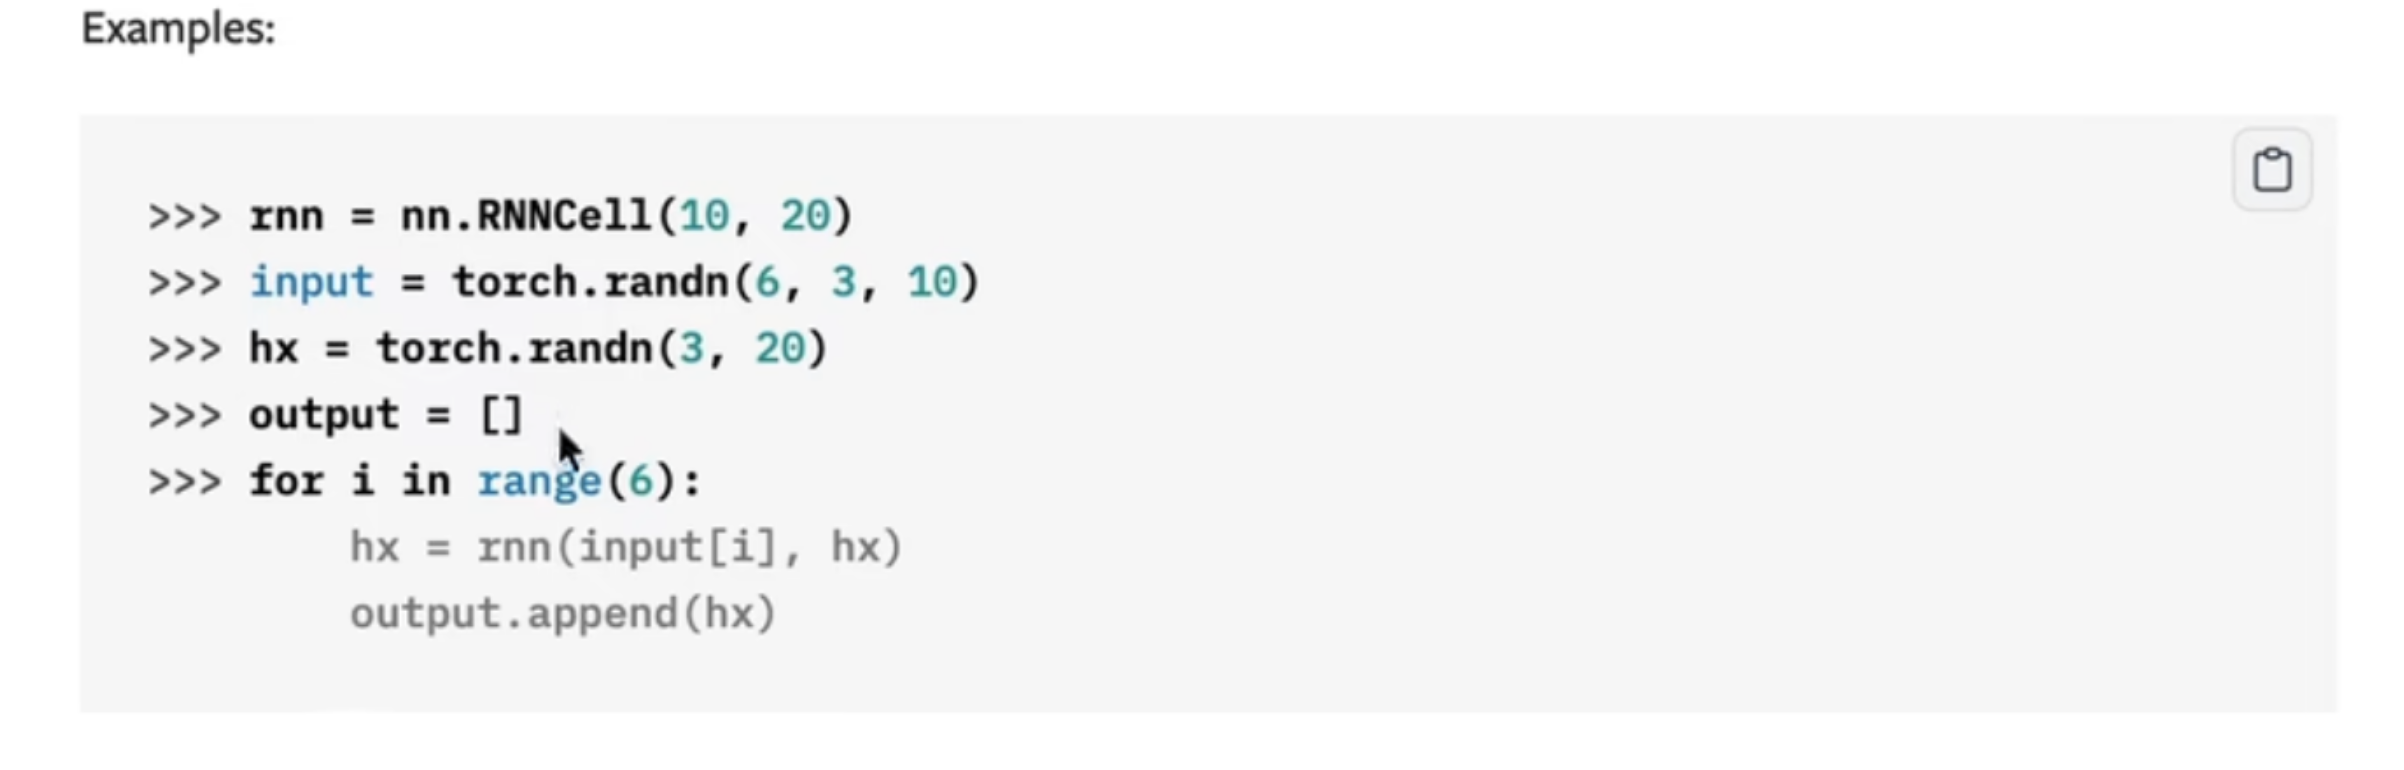 Examples:
>>> rnn = nn.RNNCell(10, 20)
>>> input = torch.randn(6, 3, 10)
>>> hx = torch.randn(3, 20)
>>> output = []
>>> for i in range(6):
        hx = rnn(input[i], hx)
        output.append(hx)